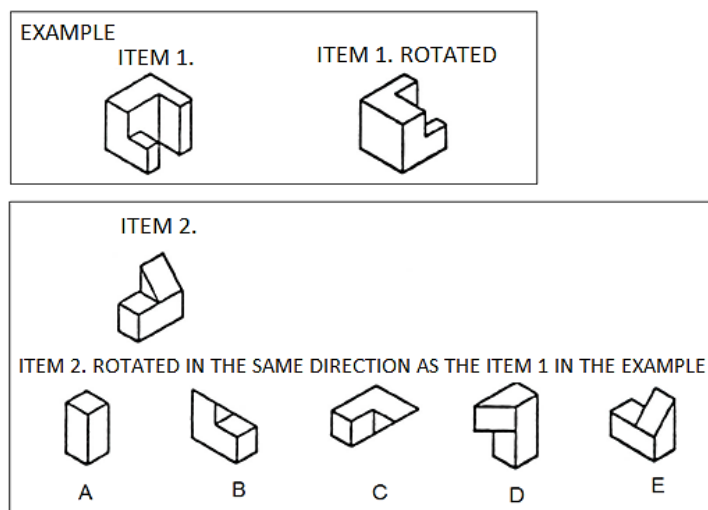 EXAMPLE
ITEM 1.
ITEM 1. ROTATED
ITEM 2.
ITEM 2. ROTATED IN THE SAME DIRECTION AS THE ITEM 1 IN THE EXAMPLE
A B C D E